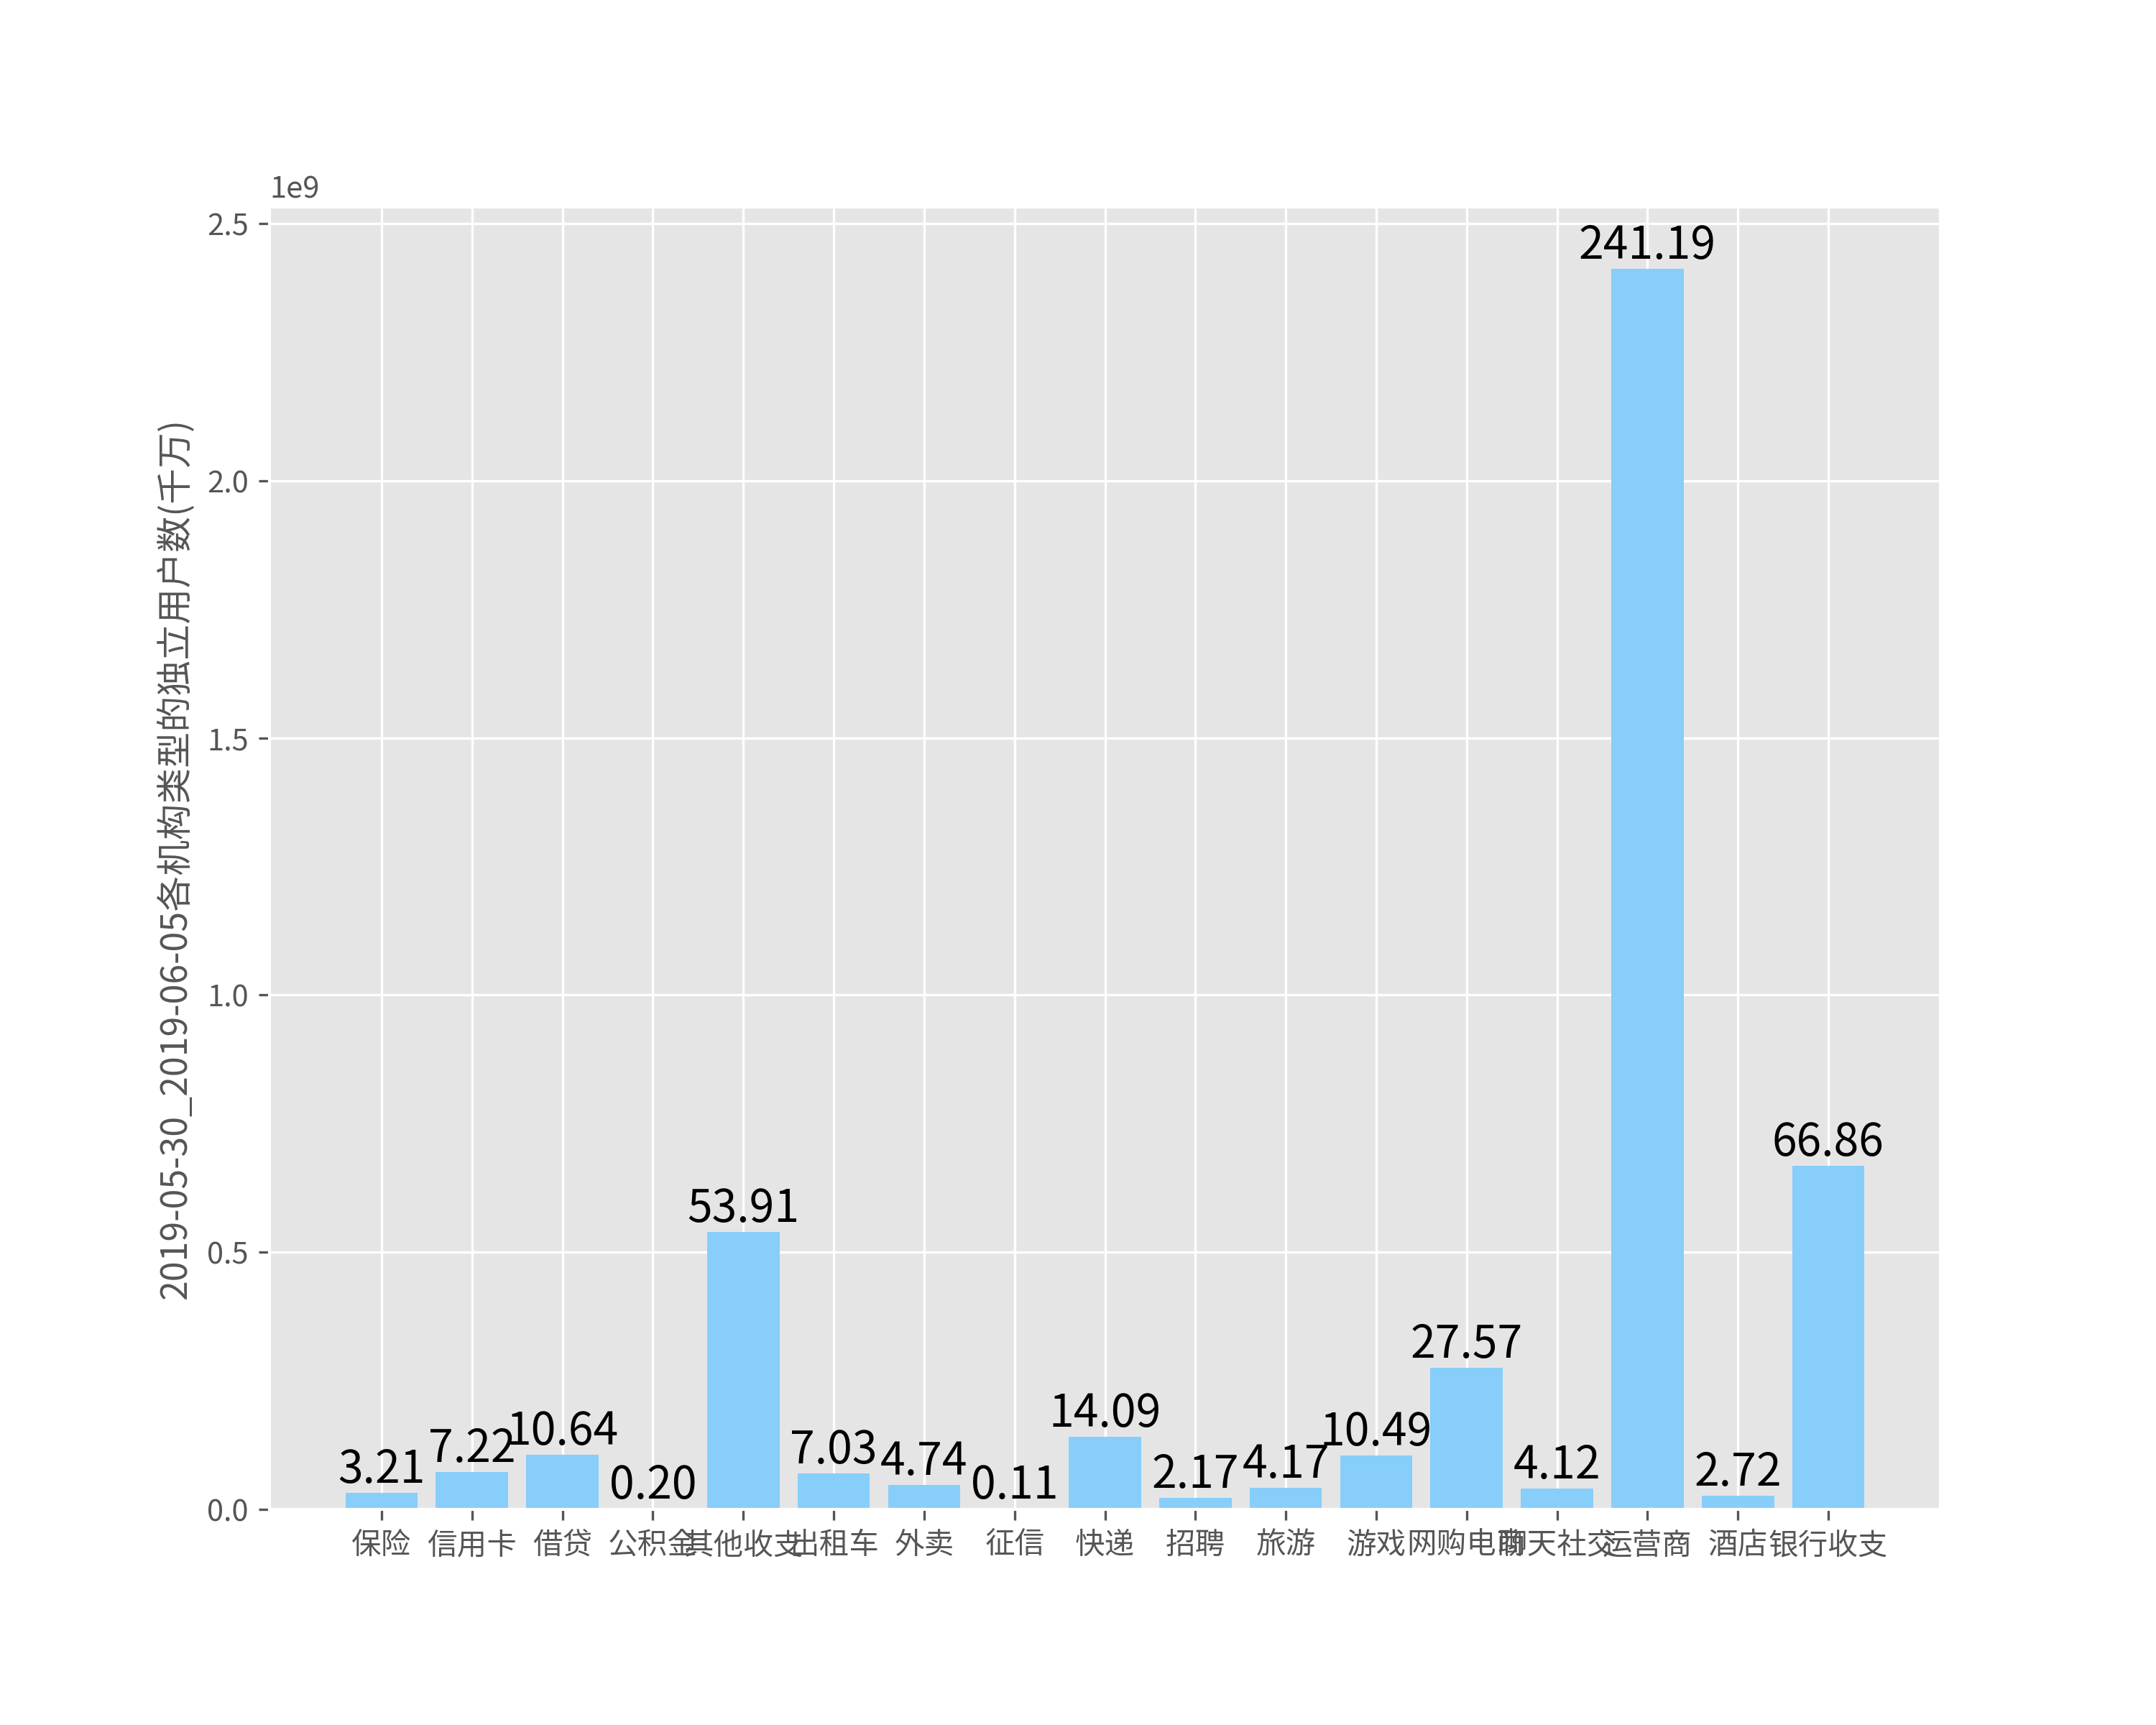 1e9
2.5
2.0
1.5
1.0
0.5
0.0
2019-05-30_2019-06-05各机构类型的独立用户数(千万)
3.21
7.22
10.64
0.20
53.91
7.03
4.74
0.11
14.09
2.17
4.17
10.49
27.57
4.12
241.19
2.72
66.86
保险
信用卡
借贷
公积金
其他收支
出租车
外卖
征信
快递
招聘
旅游
游戏
网购电商
聊天社交
运营商
酒店
银行收支